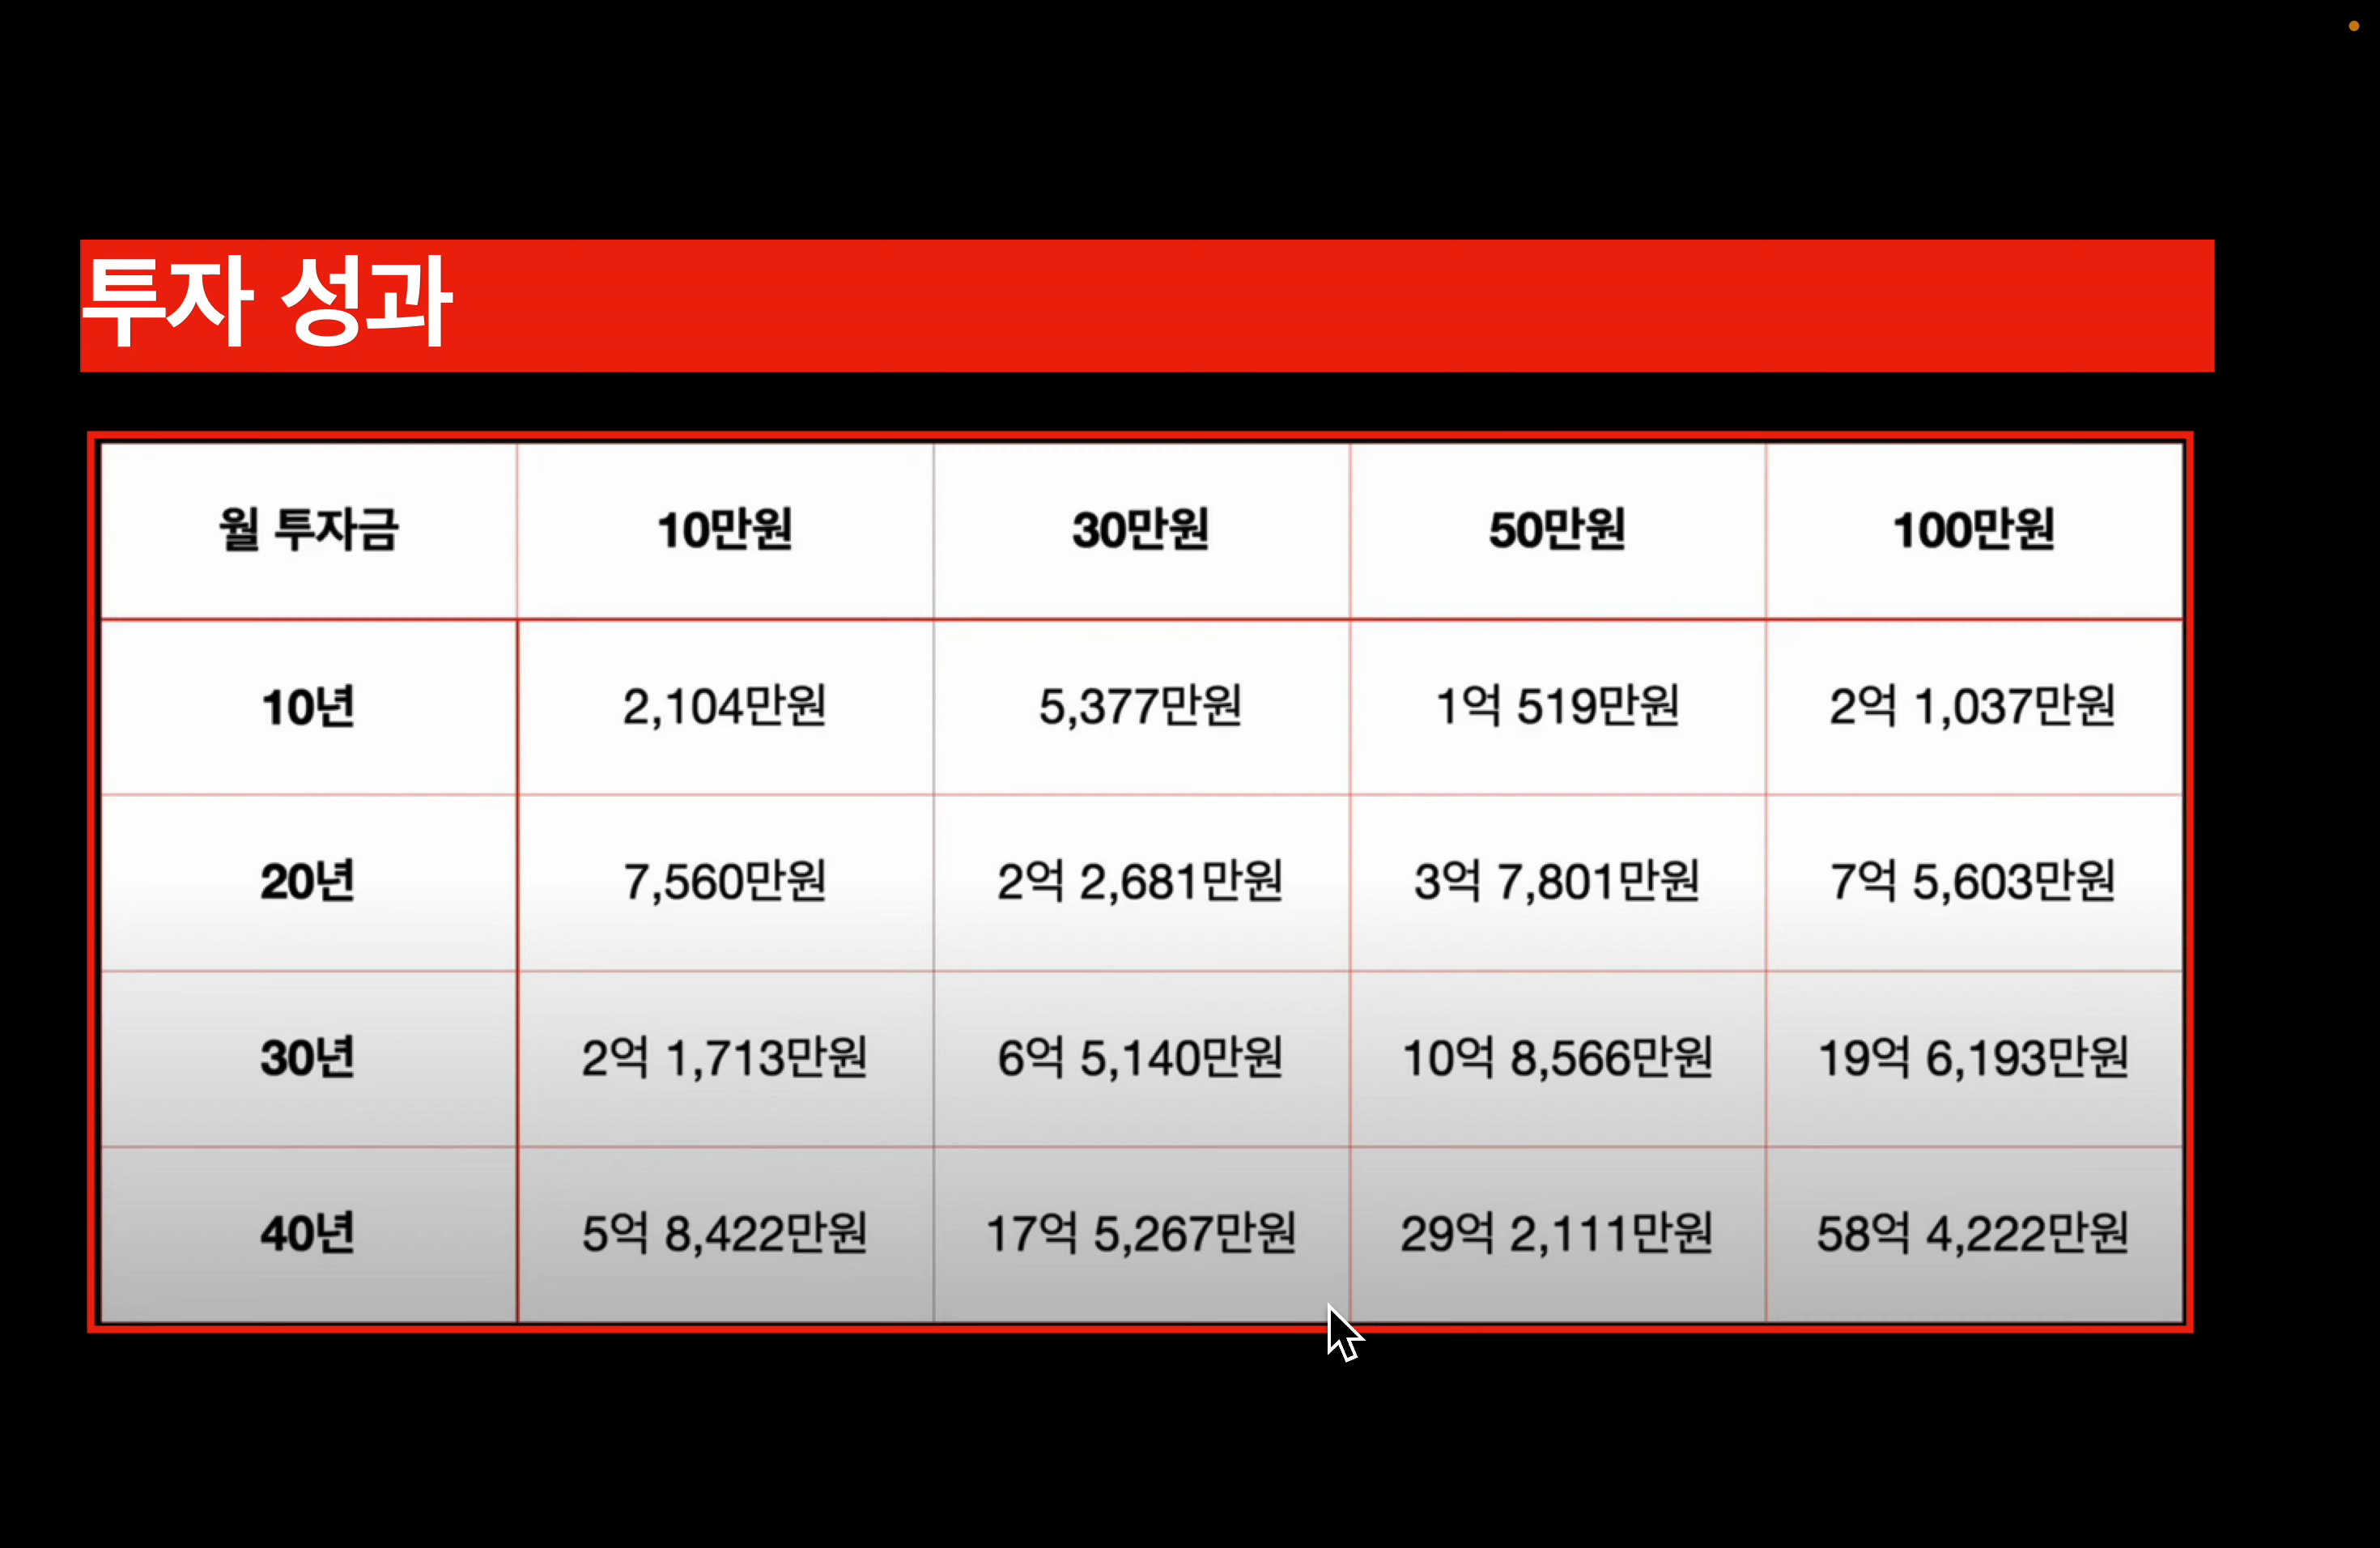 투자 성과
월 투자금 10만원 30만원 50만원 100만원
10년 2,104만원 5,377만원 1억 519만원 2억 1,037만원
20년 7,560만원 2억 2,681만원 3억 7,801만원 7억 5,603만원
30년 2억 1,713만원 6억 5,140만원 10억 8,566만원 19억 6,193만원
40년 5억 8,422만원 17억 5,267만원 29억 2,111만원 58억 4,222만원